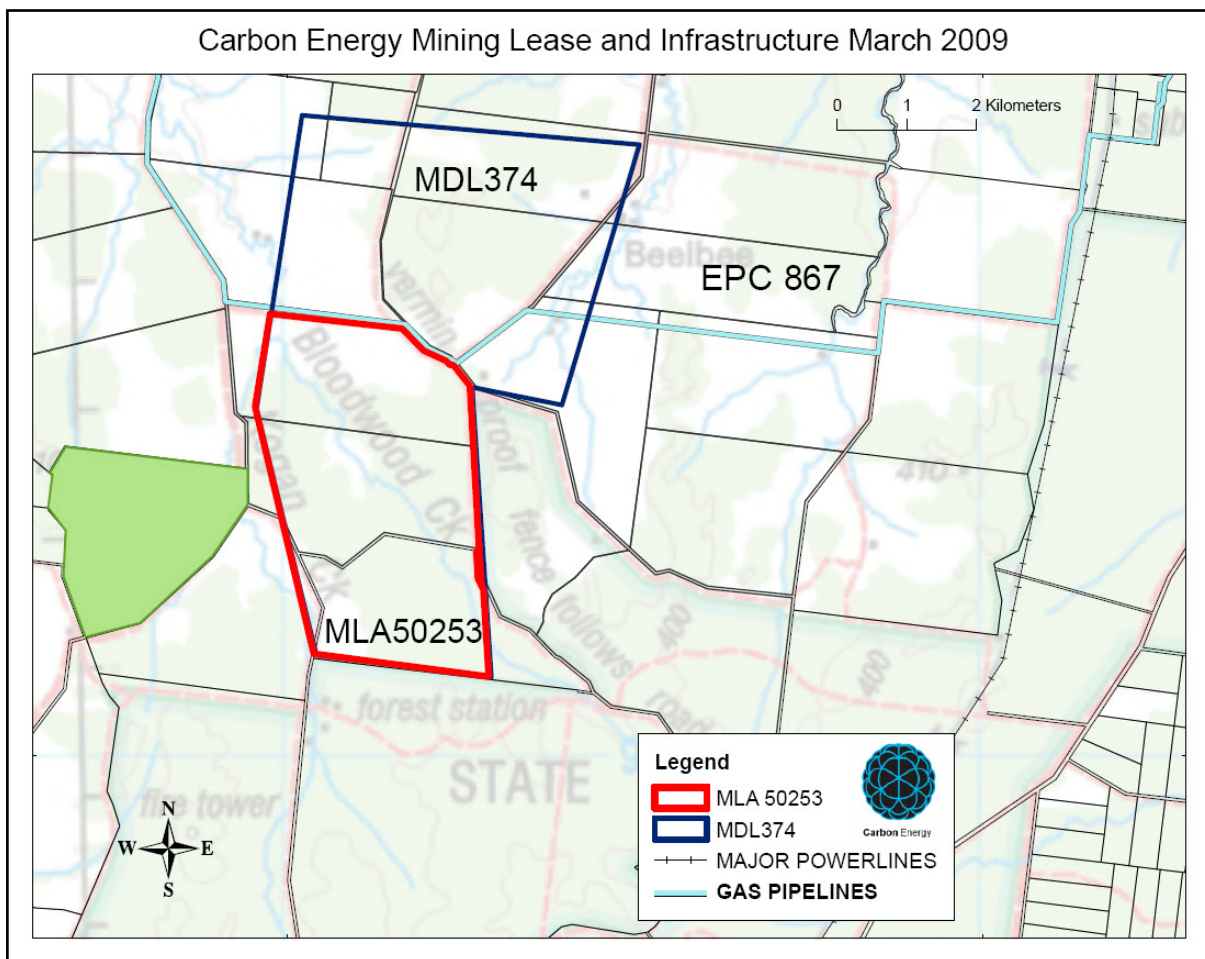 Carbon Energy Mining Lease and Infrastructure March 2009
0 1 2 Kilometers
MDL374
Beelbee
EPC 867
vermin proof fence follows road
Bloodwood CK
Kogan CK
410
400
400
MLA50253
forest station
STATE
fire tower
N
W E
S
Legend
MLA 50253
MDL374
MAJOR POWERLINES
GAS PIPELINES
Carbon Energy